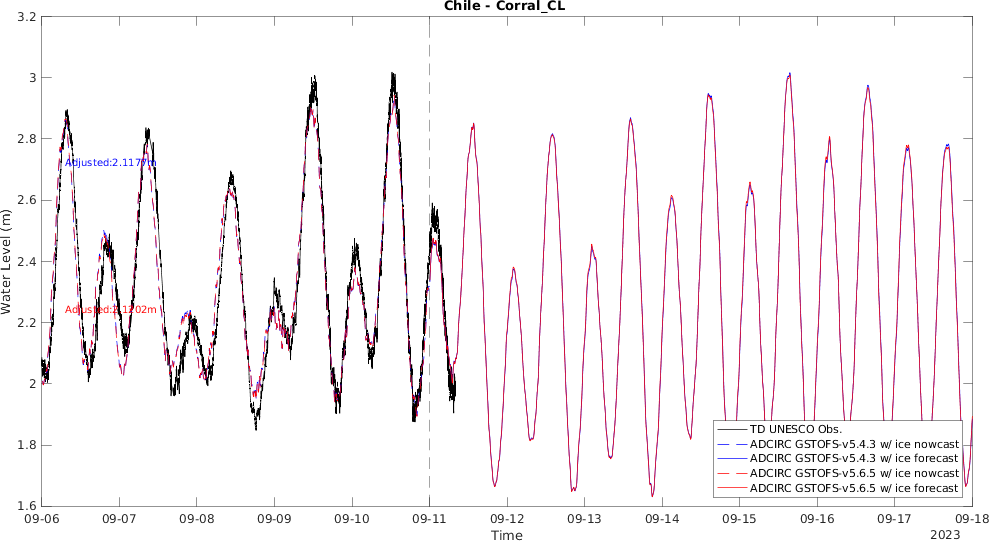 Chile - Corral_CL
3.2
3
2.8
2.6
2.4
2.2
2
1.8
1.6
Water Level (m)
Adjusted:2.1177m
Adjusted:2.1202m
TD UNESCO Obs.
ADCIRC GSTOFS-v5.4.3 w/ ice nowcast
ADCIRC GSTOFS-v5.4.3 w/ ice forecast
ADCIRC GSTOFS-v5.6.5 w/ ice nowcast
ADCIRC GSTOFS-v5.6.5 w/ ice forecast
09-06 09-07 09-08 09-09 09-10 09-11 09-12 09-13 09-14 09-15 09-16 09-17 09-18
Time
2023